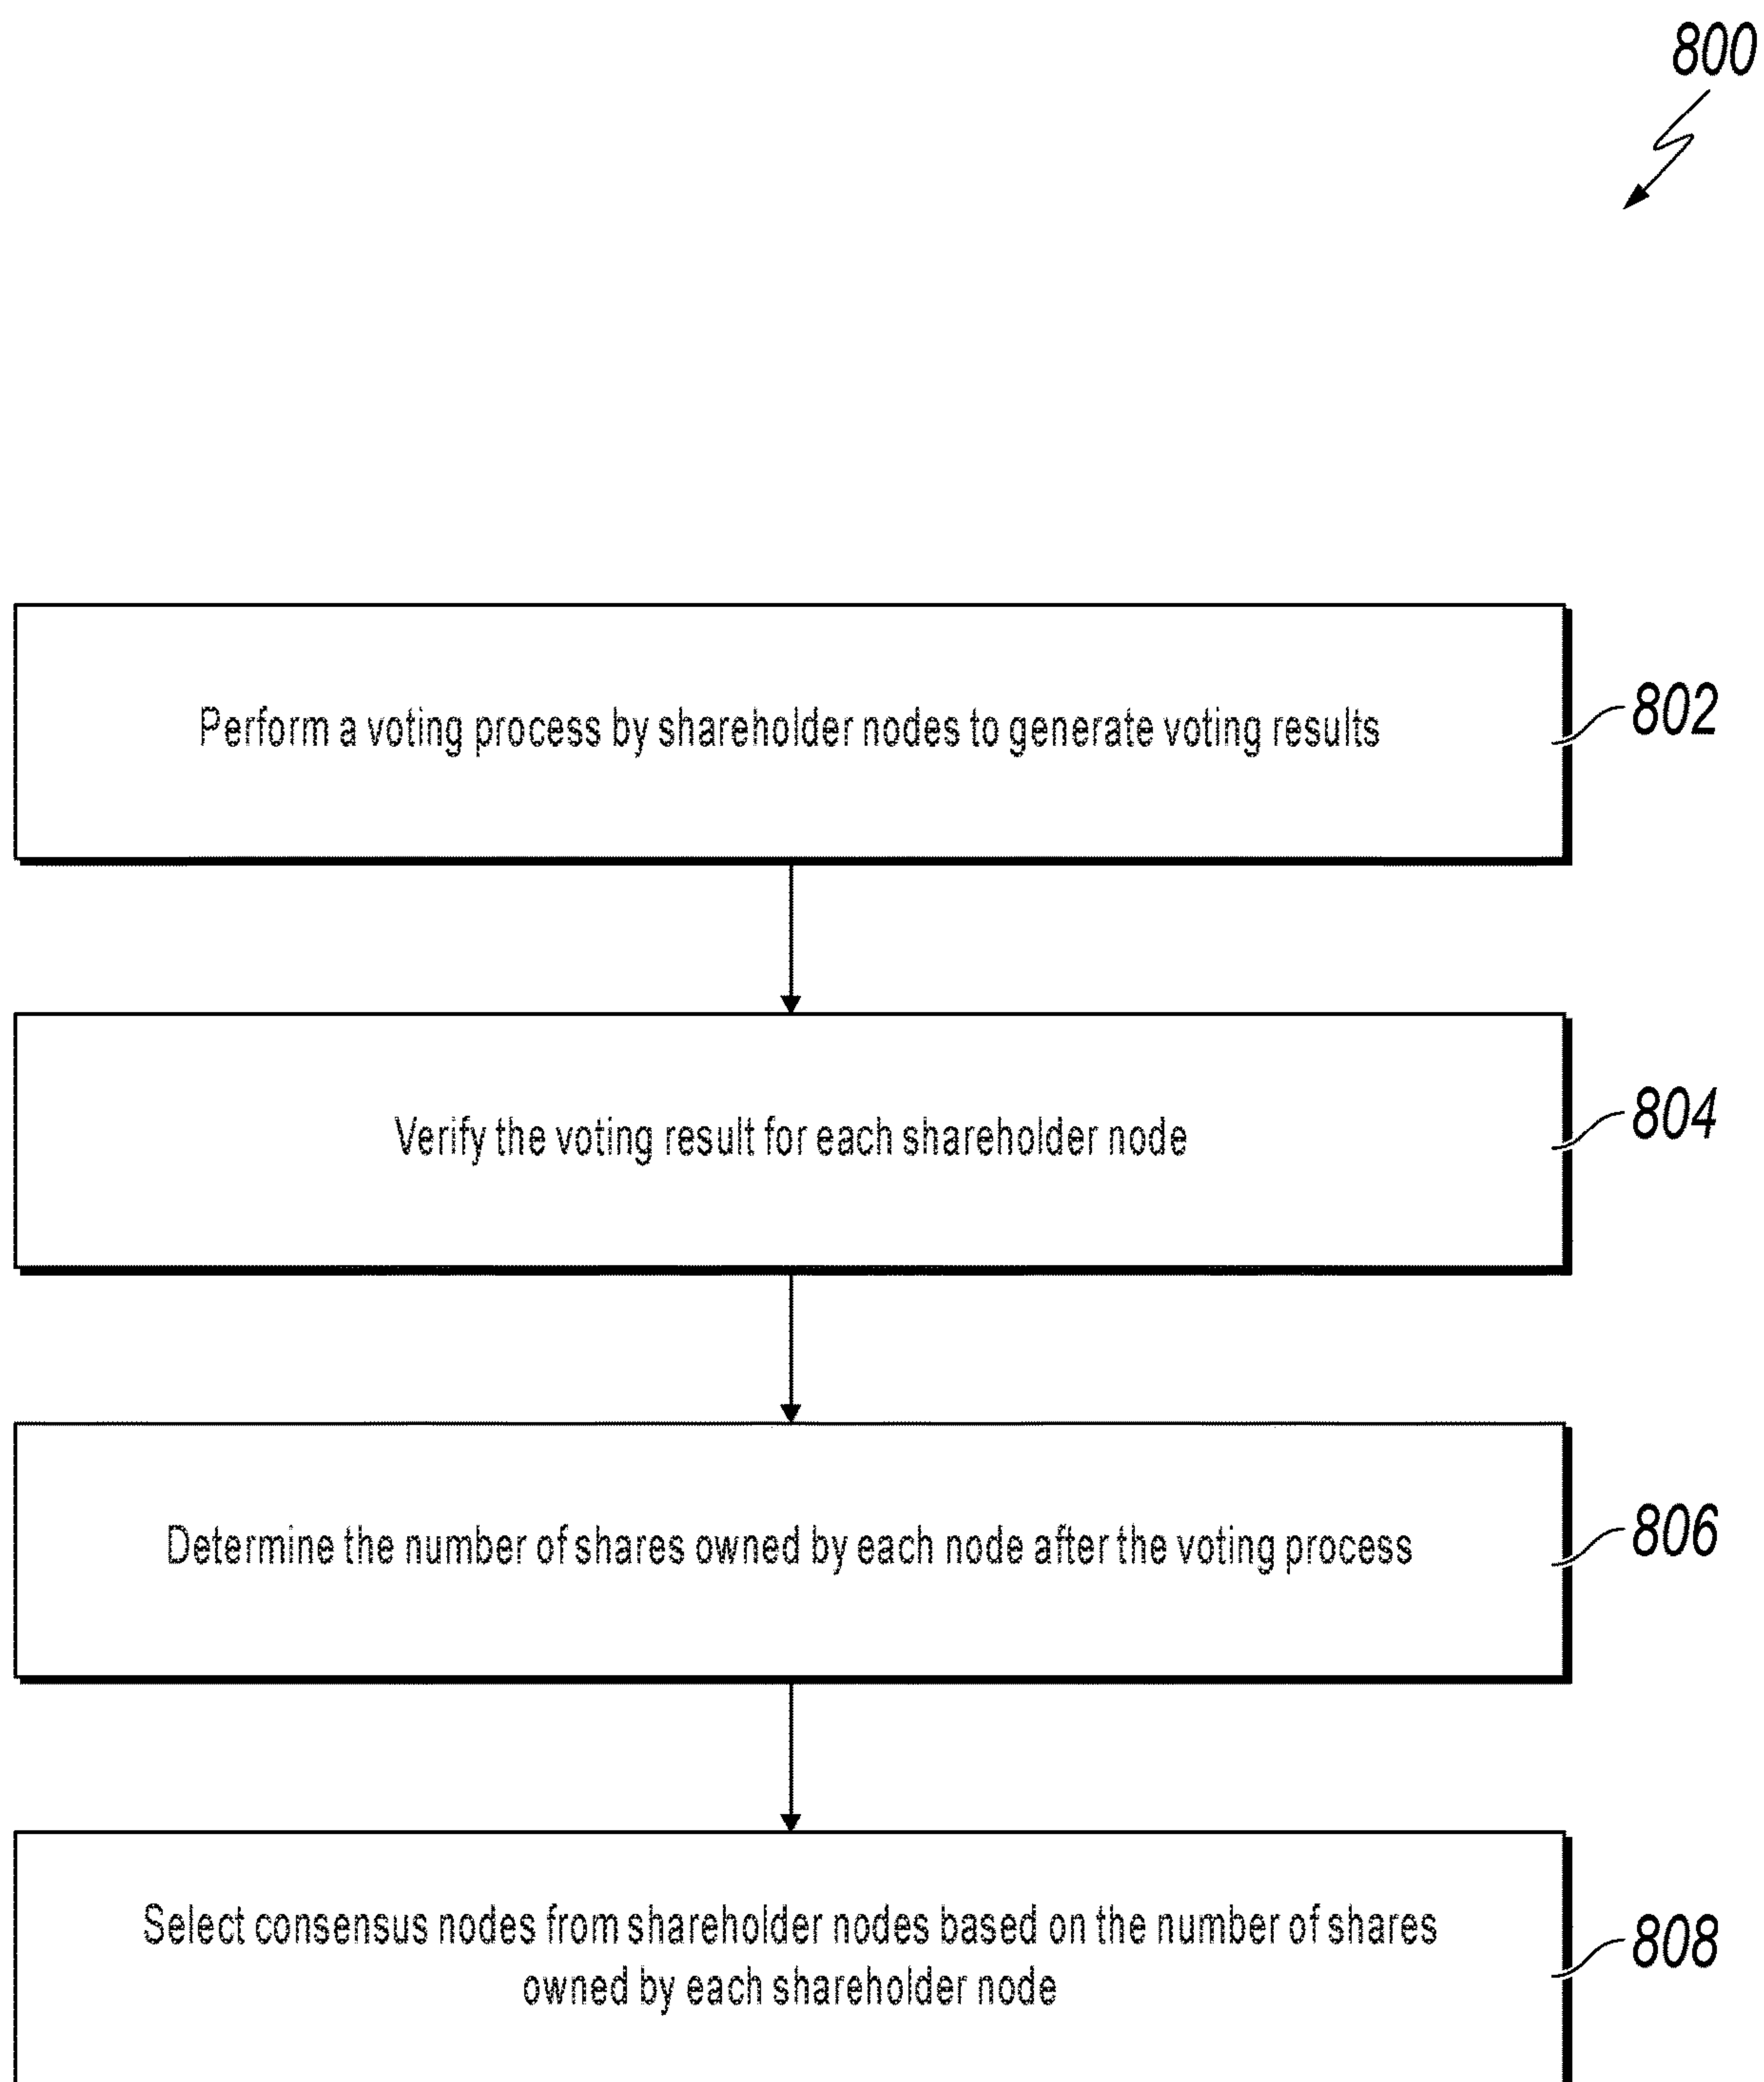 800
Perform a voting process by shareholder nodes to generate voting results
802
Verify the voting result for each shareholder node
804
Determine the number of shares owned by each node after the voting process
806
Select consensus nodes from shareholder nodes based on the number of shares
owned by each shareholder node
808